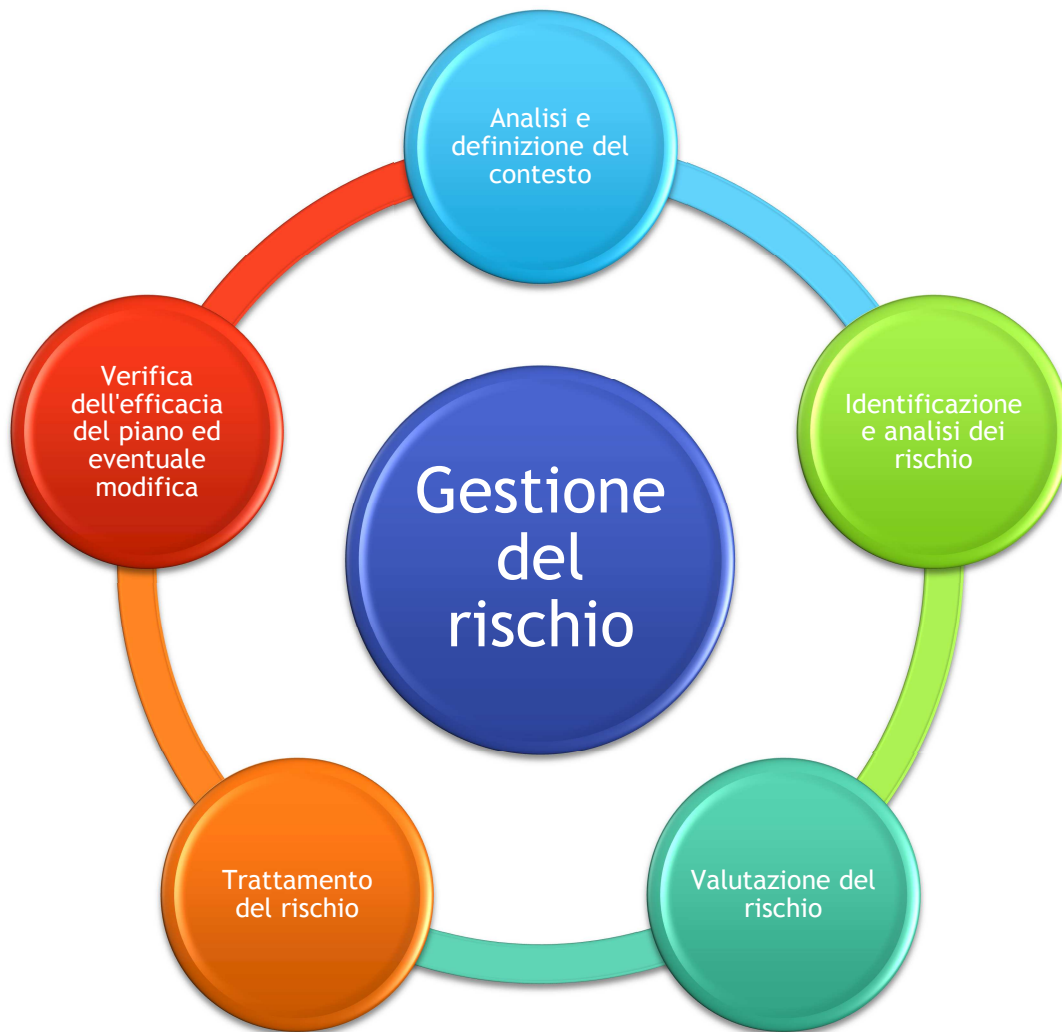 Analisi e
definizione del
contesto
Identificazione
e analisi dei
rischio
Valutazione del
rischio
Trattamento
del rischio
Verifica
dell'efficacia
del piano ed
eventuale
modifica
Gestione
del
rischio